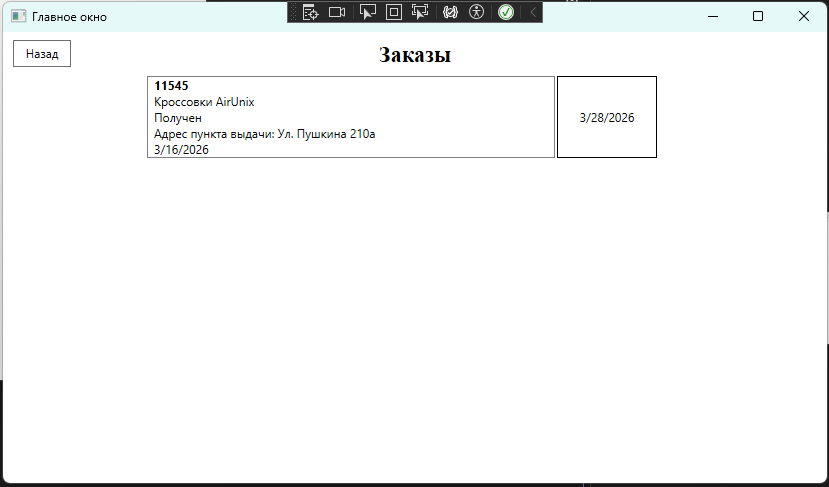 Главное окно
Назад
Заказы
11545
Кроссовки AirUnix
Получен
Адрес пункта выдачи: Ул. Пушкина 210а
3/16/2026
3/28/2026